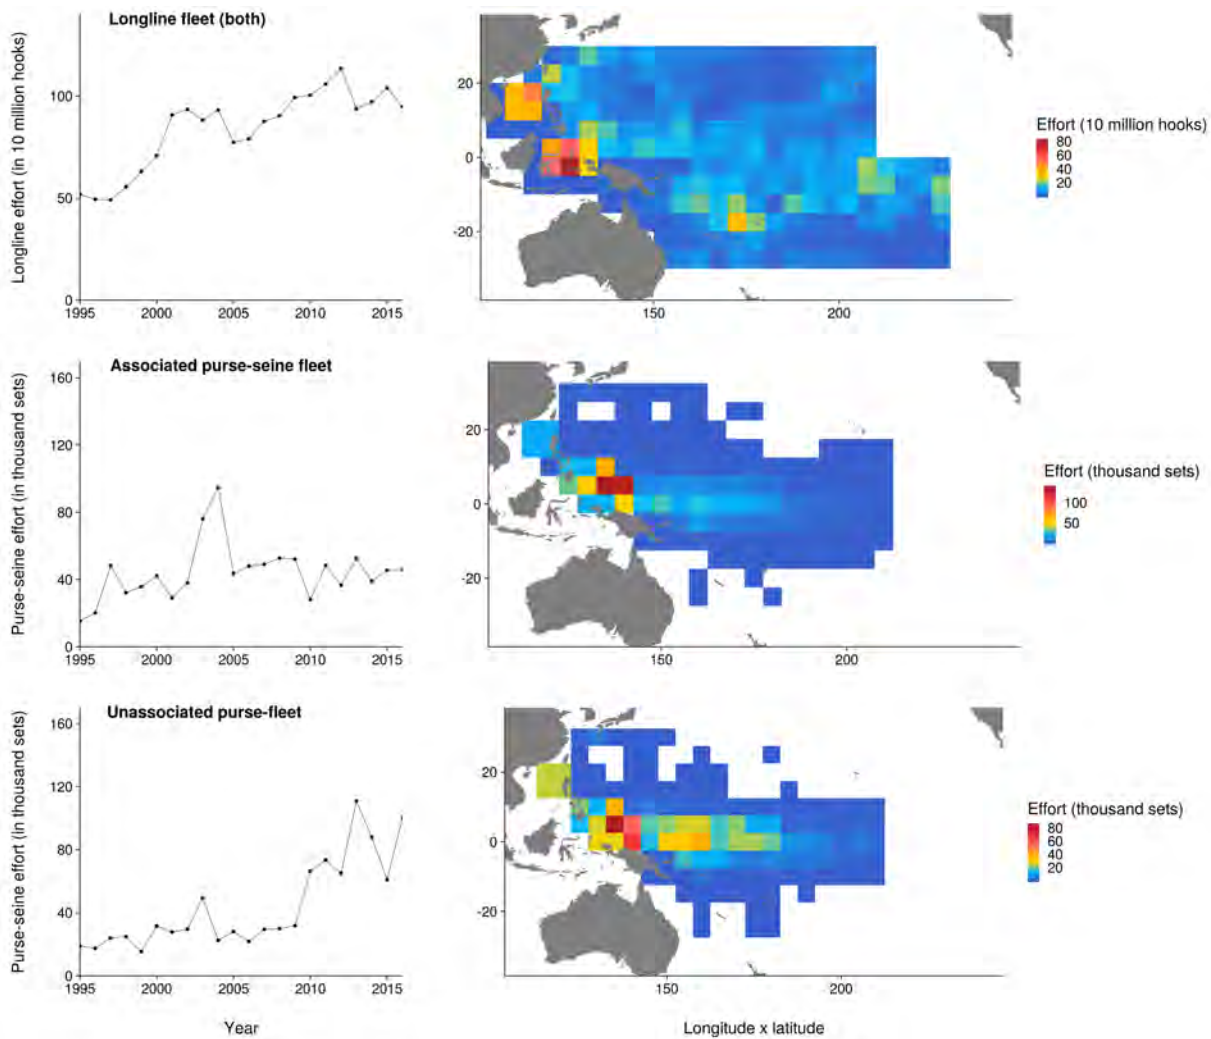 Longline fleet (both)
Longline effort (in 10 million hooks)
100
50
0
1995 2000 2005 2010 2015
20
0
-20
150 200
Effort (10 million hooks)
80
60
40
20
Associated purse-seine fleet
Purse-seine effort (in thousand sets)
160
120
80
40
0
1995 2000 2005 2010 2015
20
0
-20
150 200
Effort (thousand sets)
100
50
Unassociated purse-fleet
Purse-seine effort (in thousand sets)
160
120
80
40
0
1995 2000 2005 2010 2015
20
0
-20
150 200
Effort (thousand sets)
80
60
40
20
Year
Longitude x latitude